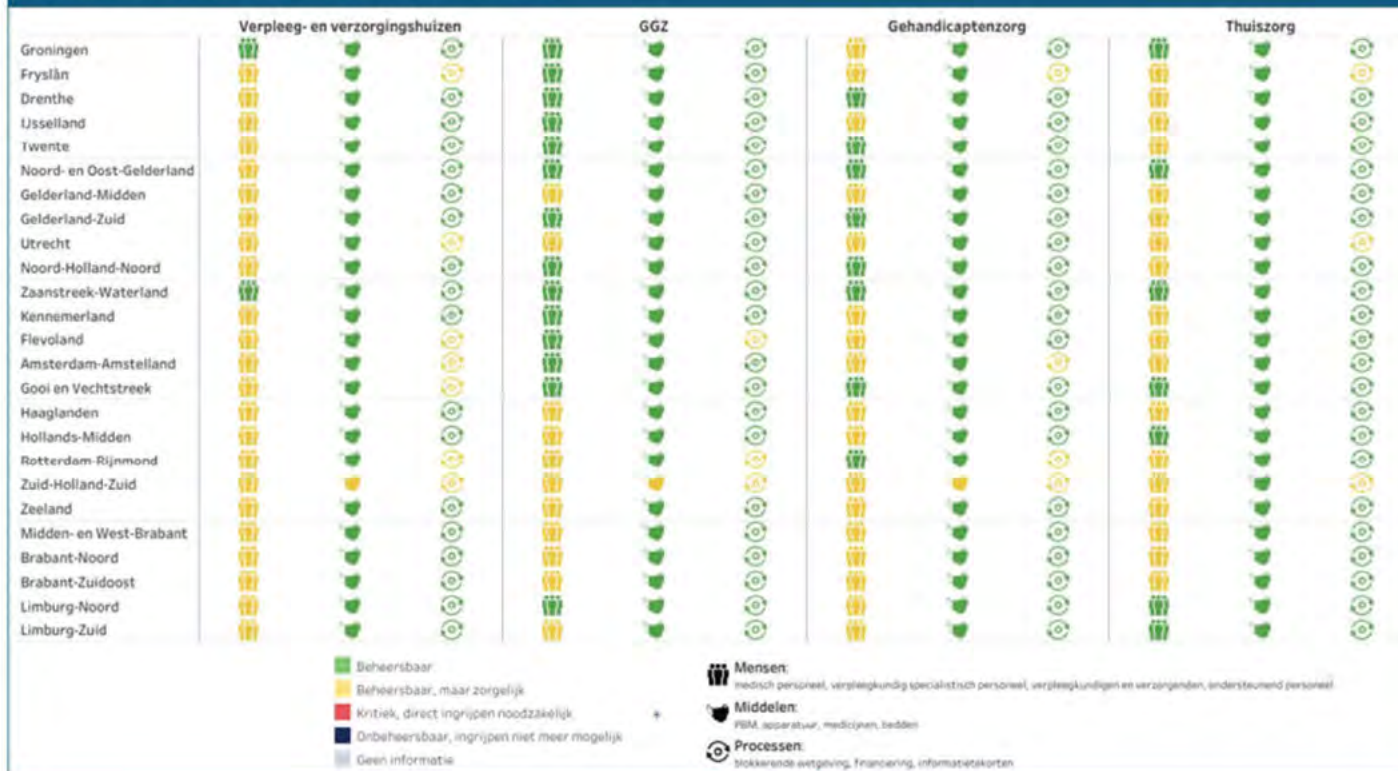 Verpleeg- en verzorgingshuizen GGZ Gehandicaptenzorg Thuiszorg
Groningen
Fryslân
Drenthe
IJsselland
Twente
Noord- en Oost-Gelderland
Gelderland-Midden
Gelderland-Zuid
Utrecht
Noord-Holland-Noord
Zaanstreek-Waterland
Kennemerland
Flevoland
Amsterdam-Amstelland
Gooi en Vechtstreek
Haaglanden
Hollands-Midden
Rotterdam-Rijnmond
Zuid-Holland-Zuid
Zeeland
Midden- en West-Brabant
Brabant-Noord
Brabant-Zuidoost
Limburg-Noord
Limburg-Zuid
Beheersbaar
Beheersbaar, maar zorgelijk
Kritiek, direct ingrijpen noodzakelijk
Onbeheersbaar, ingrijpen niet meer mogelijk
Geen informatie
Mensen:
medisch personeel, verpleegkundig specialistisch personeel, verpleegkundigen en verzorgenden, ondersteunend personeel
Middelen:
PBM, apparatuur, medicijnen, bedden
Processen:
blokkerende wetgeving, financiering, informatietekorten